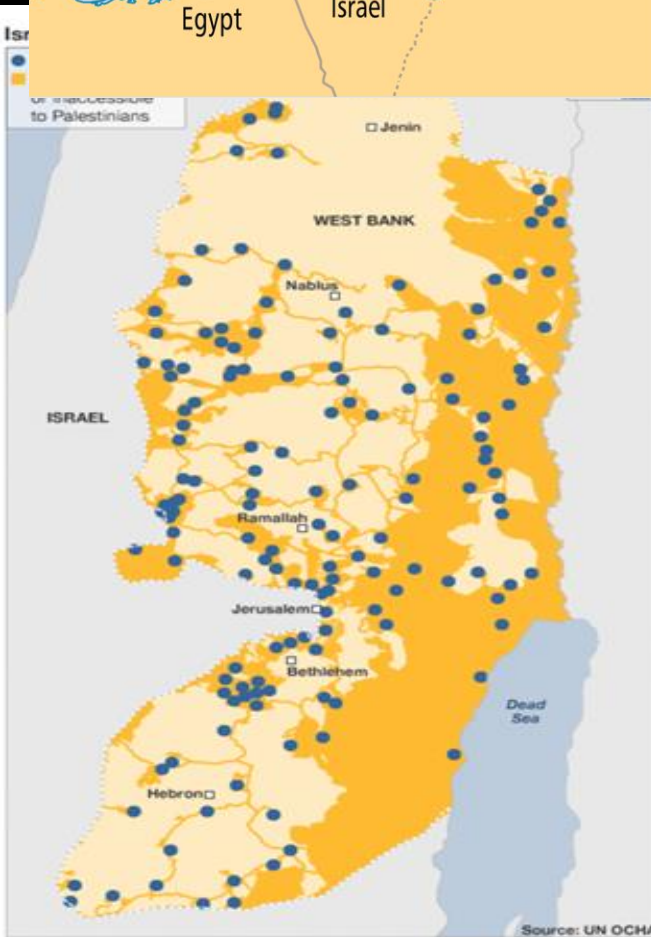 Egypt
Israel
Isr
to Palestinians
Jenin
WEST BANK
Nablus
ISRAEL
Ramallah
Jerusalem
Bethlehem
Dead
Sea
Hebron
Source: UN OCHA